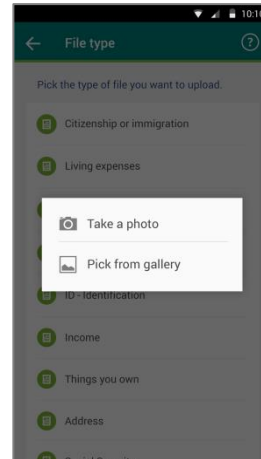 10:10
File type
?
Pick the type of file you want to upload.
Citizenship or immigration
Living expenses
Take a photo
Pick from gallery
ID - Identification
Income
Things you own
Address